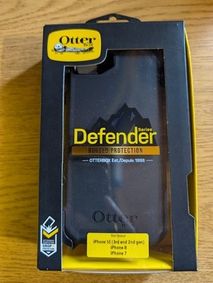 Otter
Defender
Series
RUGGED PROTECTION
OTTERBOX Est./Depuis 1998
Otter
iPhone SE (3rd and 2nd gen)
iPhone 8
iPhone 7